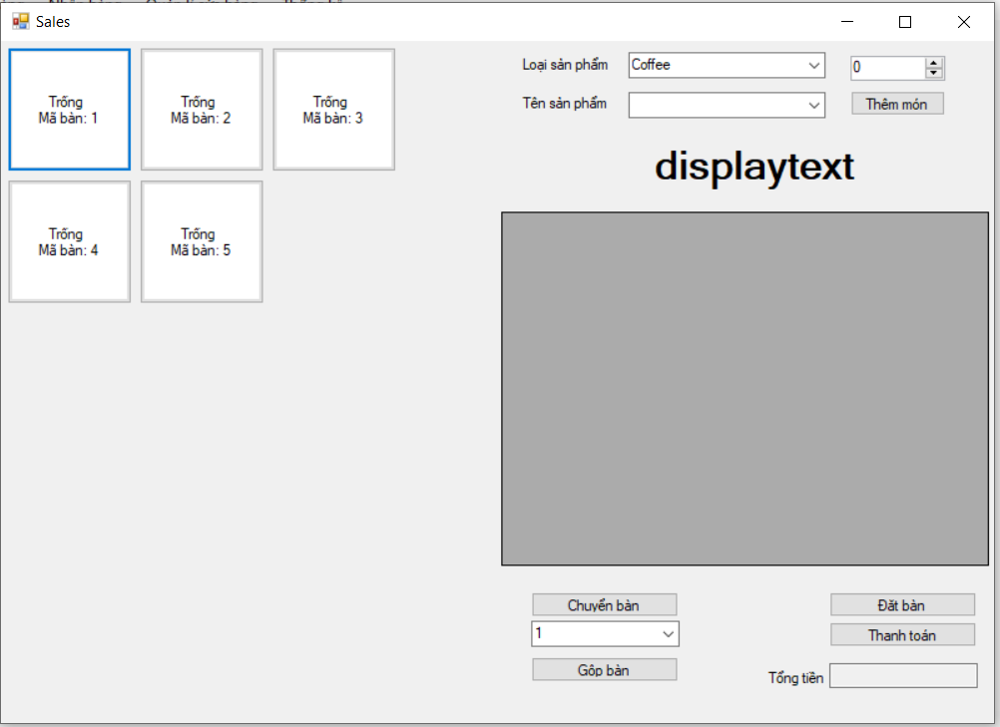 Sales
Trống
Mã bàn: 1
Trống
Mã bàn: 2
Trống
Mã bàn: 3
Trống
Mã bàn: 4
Trống
Mã bàn: 5
Loại sản phẩm
Coffee
0
Tên sản phẩm
Thêm món
displaytext
Chuyển bàn
1
Gôp bàn
Đăt bàn
Thanh toán
Tổng tiền